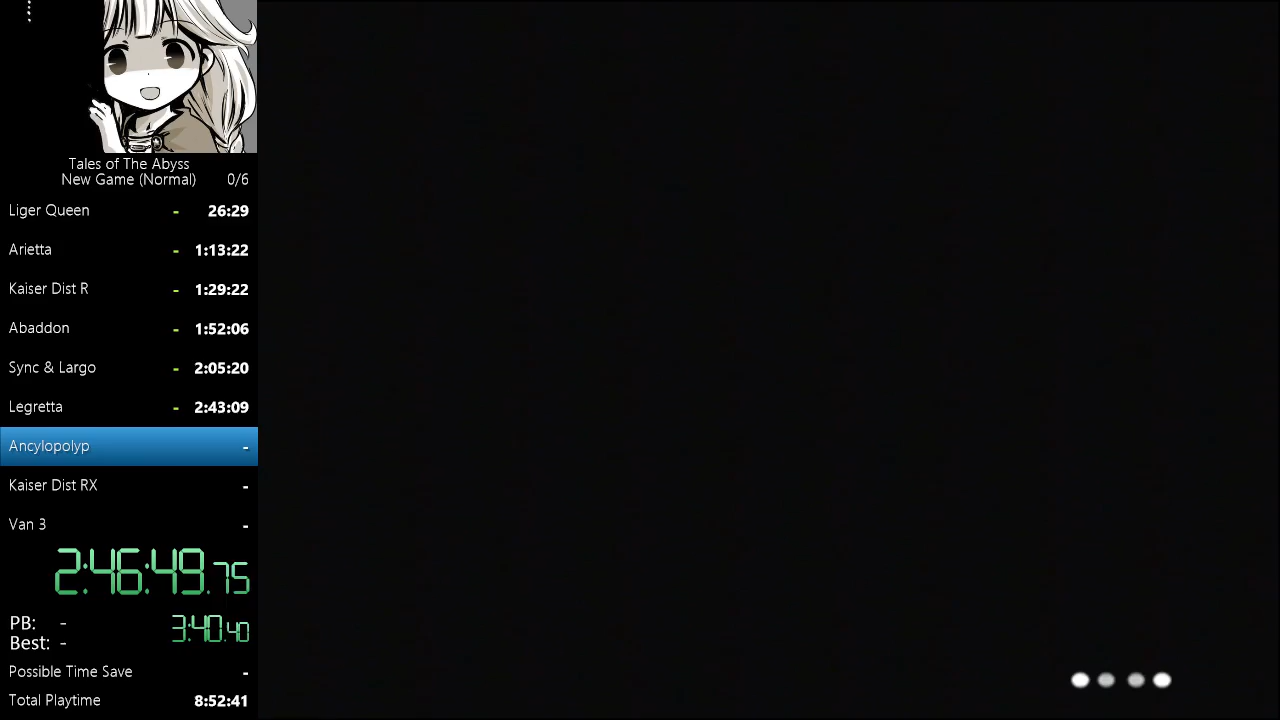 Tales of The Abyss
New Game (Normal) 0/6
Liger Queen - 26:29
Arietta - 1:13:22
Kaiser Dist R - 1:29:22
Abaddon - 1:52:06
Sync & Largo - 2:05:20
Legretta - 2:43:09
Ancylopolyp -
Kaiser Dist RX -
Van 3 -
2:46:49.75
PB: - 3:40.40
Best: -
Possible Time Save -
Total Playtime 8:52:41